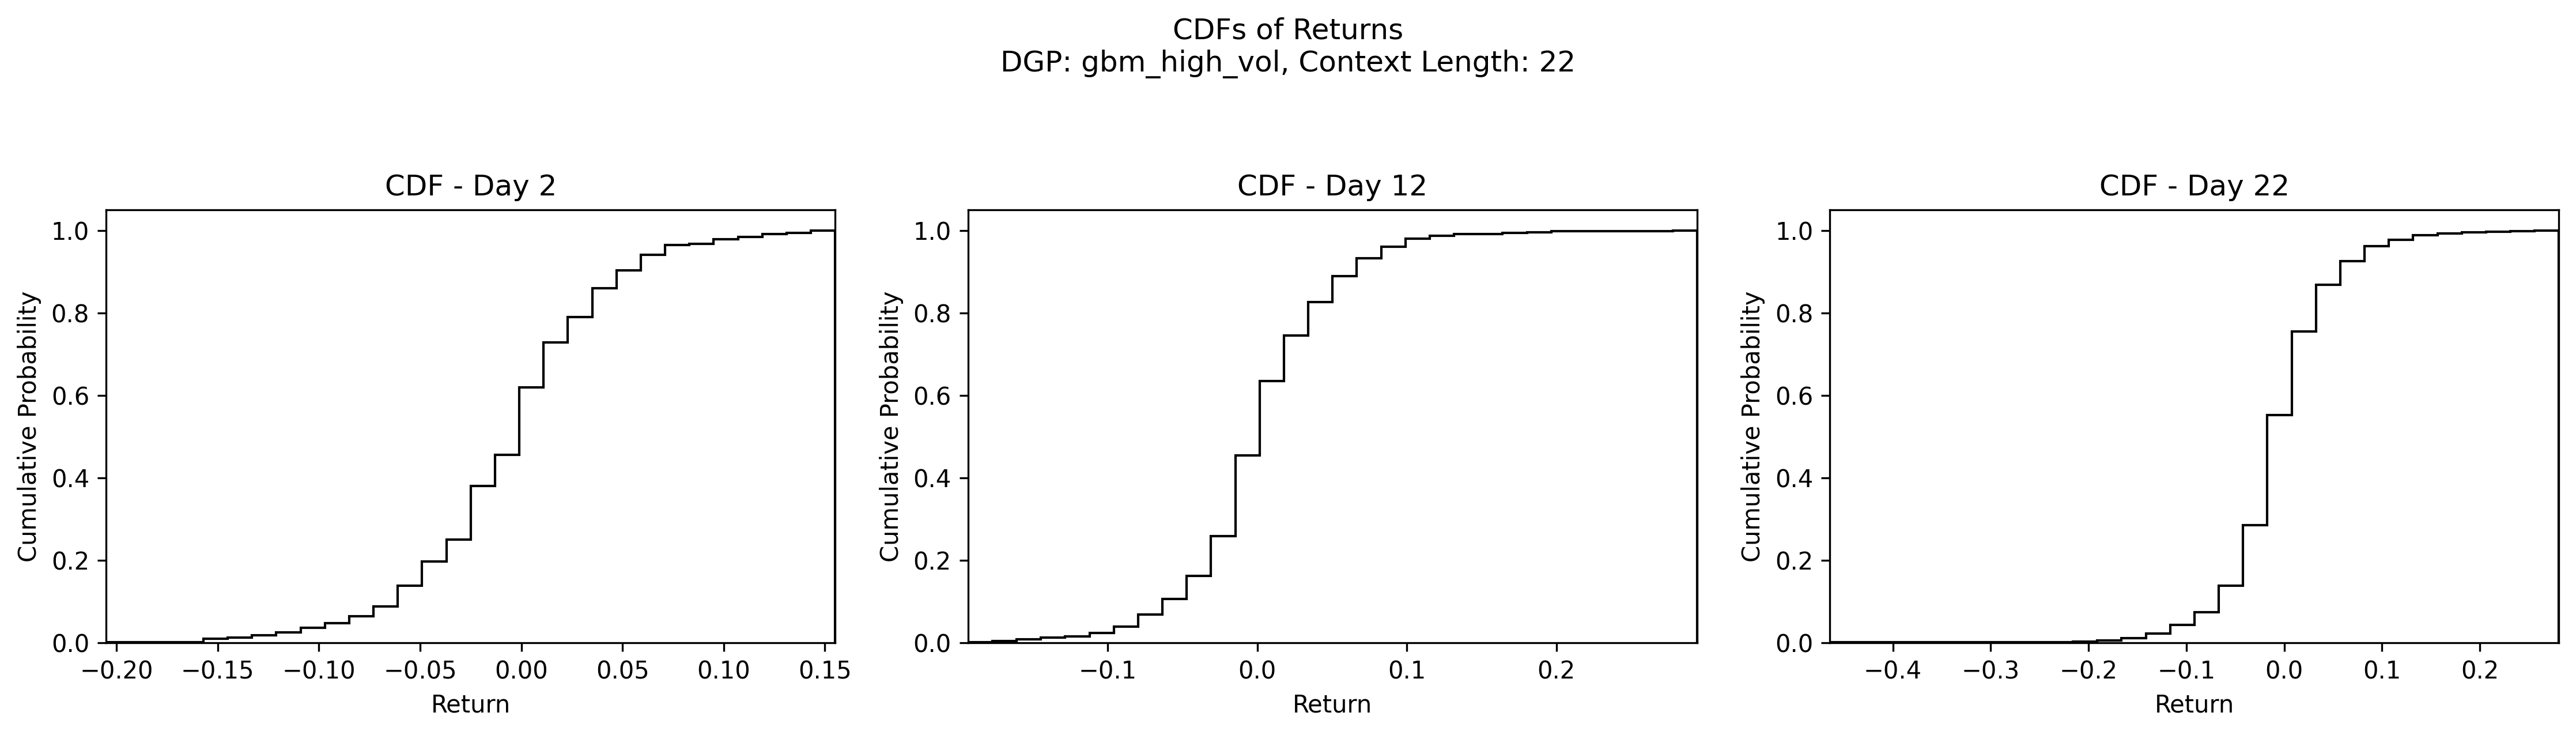 CDFs of Returns
DGP: gbm_high_vol, Context Length: 22
CDF - Day 2
1.0
0.8
0.6
0.4
0.2
0.0
Cumulative Probability
−0.20 −0.15 −0.10 −0.05 0.00 0.05 0.10 0.15
Return
CDF - Day 12
1.0
0.8
0.6
0.4
0.2
0.0
Cumulative Probability
−0.1 0.0 0.1 0.2
Return
CDF - Day 22
1.0
0.8
0.6
0.4
0.2
0.0
Cumulative Probability
−0.4 −0.3 −0.2 −0.1 0.0 0.1 0.2
Return